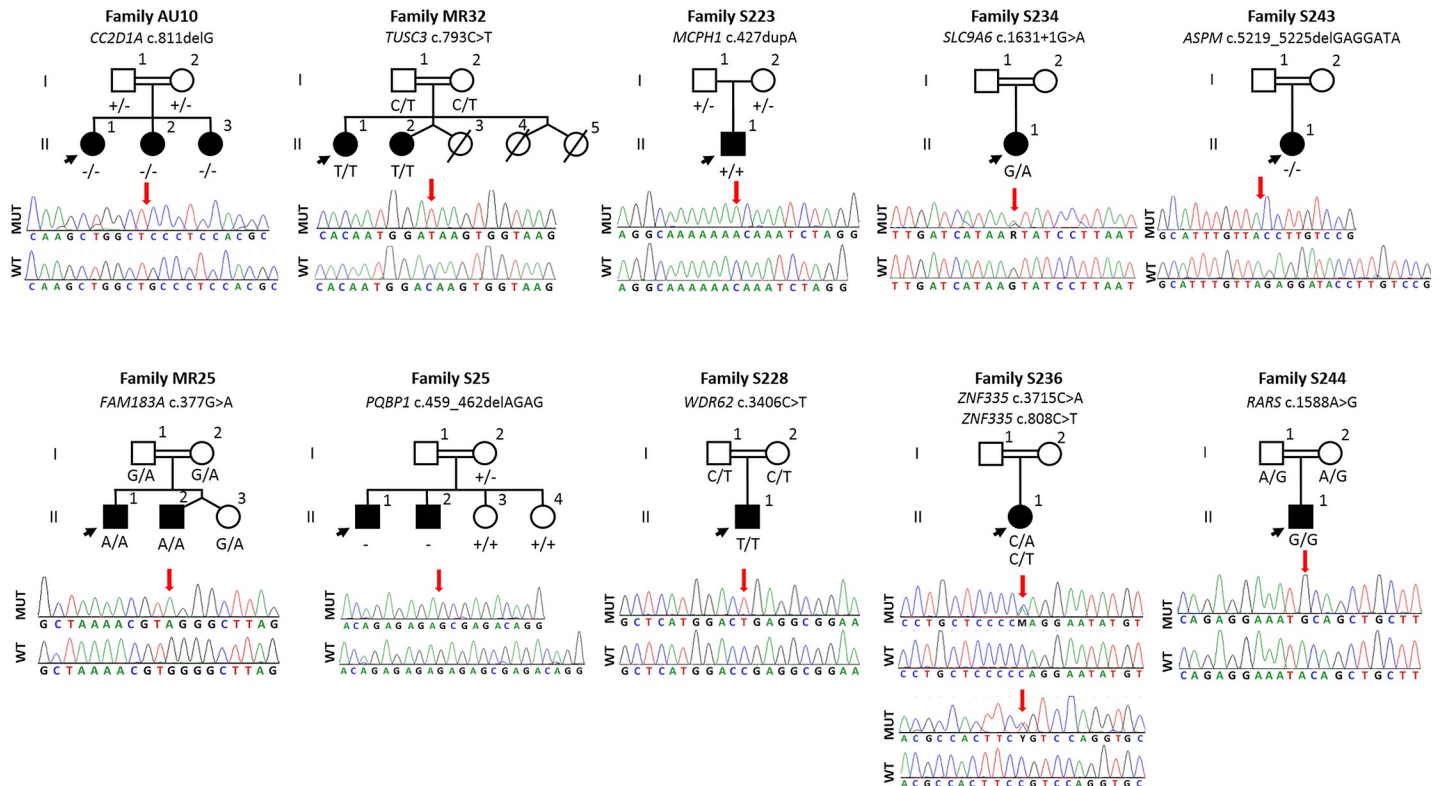 Family AU10
CC2D1A c.811delG
I
1
2
+/-
+/-
II
1
2
3
-/-
-/-
-/-
MUT
CAAGCTGGCTCCCTCCACGC
WT
CAAGCTGGCTGCCCTCCACGC
Family MR32
TUSC3 c.793C>T
I
1
2
C/T
C/T
II
1
2
3
4
5
T/T
T/T
MUT
CACAATGGATAAGTGGTAAG
WT
CACAATGGACAAGTGGTAAG
Family S223
MCPH1 c.427dupA
I
1
2
+/-
+/-
II
1
+/+
MUT
AGGCAAAAAAACAAATCTAGG
WT
AGGCAAAAAACAAATCTAGG
Family S234
SLC9A6 c.1631+1G>A
I
1
2
II
1
G/A
MUT
TTGATCATAARTATCCTTAAT
WT
TTGATCATAAGTATCCTTAAT
Family S243
ASPM c.5219_5225delGAGGATA
I
1
2
II
1
-/-
MUT
GCATTTGTTACCTTGTCCG
WT
GCATTTGTTAGAGGATACCTTGTCCG
Family MR25
FAM183A c.377G>A
I
1
2
G/A
G/A
II
1
2
3
A/A
A/A
G/A
MUT
GCTAAAACGTAGGGCTTAG
WT
GCTAAAACGTGGGGCTTAG
Family S25
PQBP1 c.459_462delAGAG
I
1
2
+/-
II
1
2
3
4
-
-
+/+
+/+
MUT
ACAGAGAGAGCGAGACAGG
WT
ACAGAGAGAGAGAGCGAGACAGG
Family S228
WDR62 c.3406C>T
I
1
2
C/T
C/T
II
1
T/T
MUT
GCTCATGGACTGAGGCGGAA
WT
GCTCATGGACCGAGGCGGAA
Family S236
ZNF335 c.3715C>A
ZNF335 c.808C>T
I
1
2
II
1
C/A
C/T
MUT
CCTGCTCCCCMAGGAATATGT
WT
CCTGCTCCCCCAGGAATATGT
MUT
ACGCCACTTCYGTCCAGGTGC
WT
ACGCCACTTCCGTCCAGGTGC
Family S244
RARS c.1588A>G
I
1
2
A/G
A/G
II
1
G/G
MUT
CAGAGGAAATGCAGCTGCTT
WT
CAGAGGAAATACAGCTGCTT